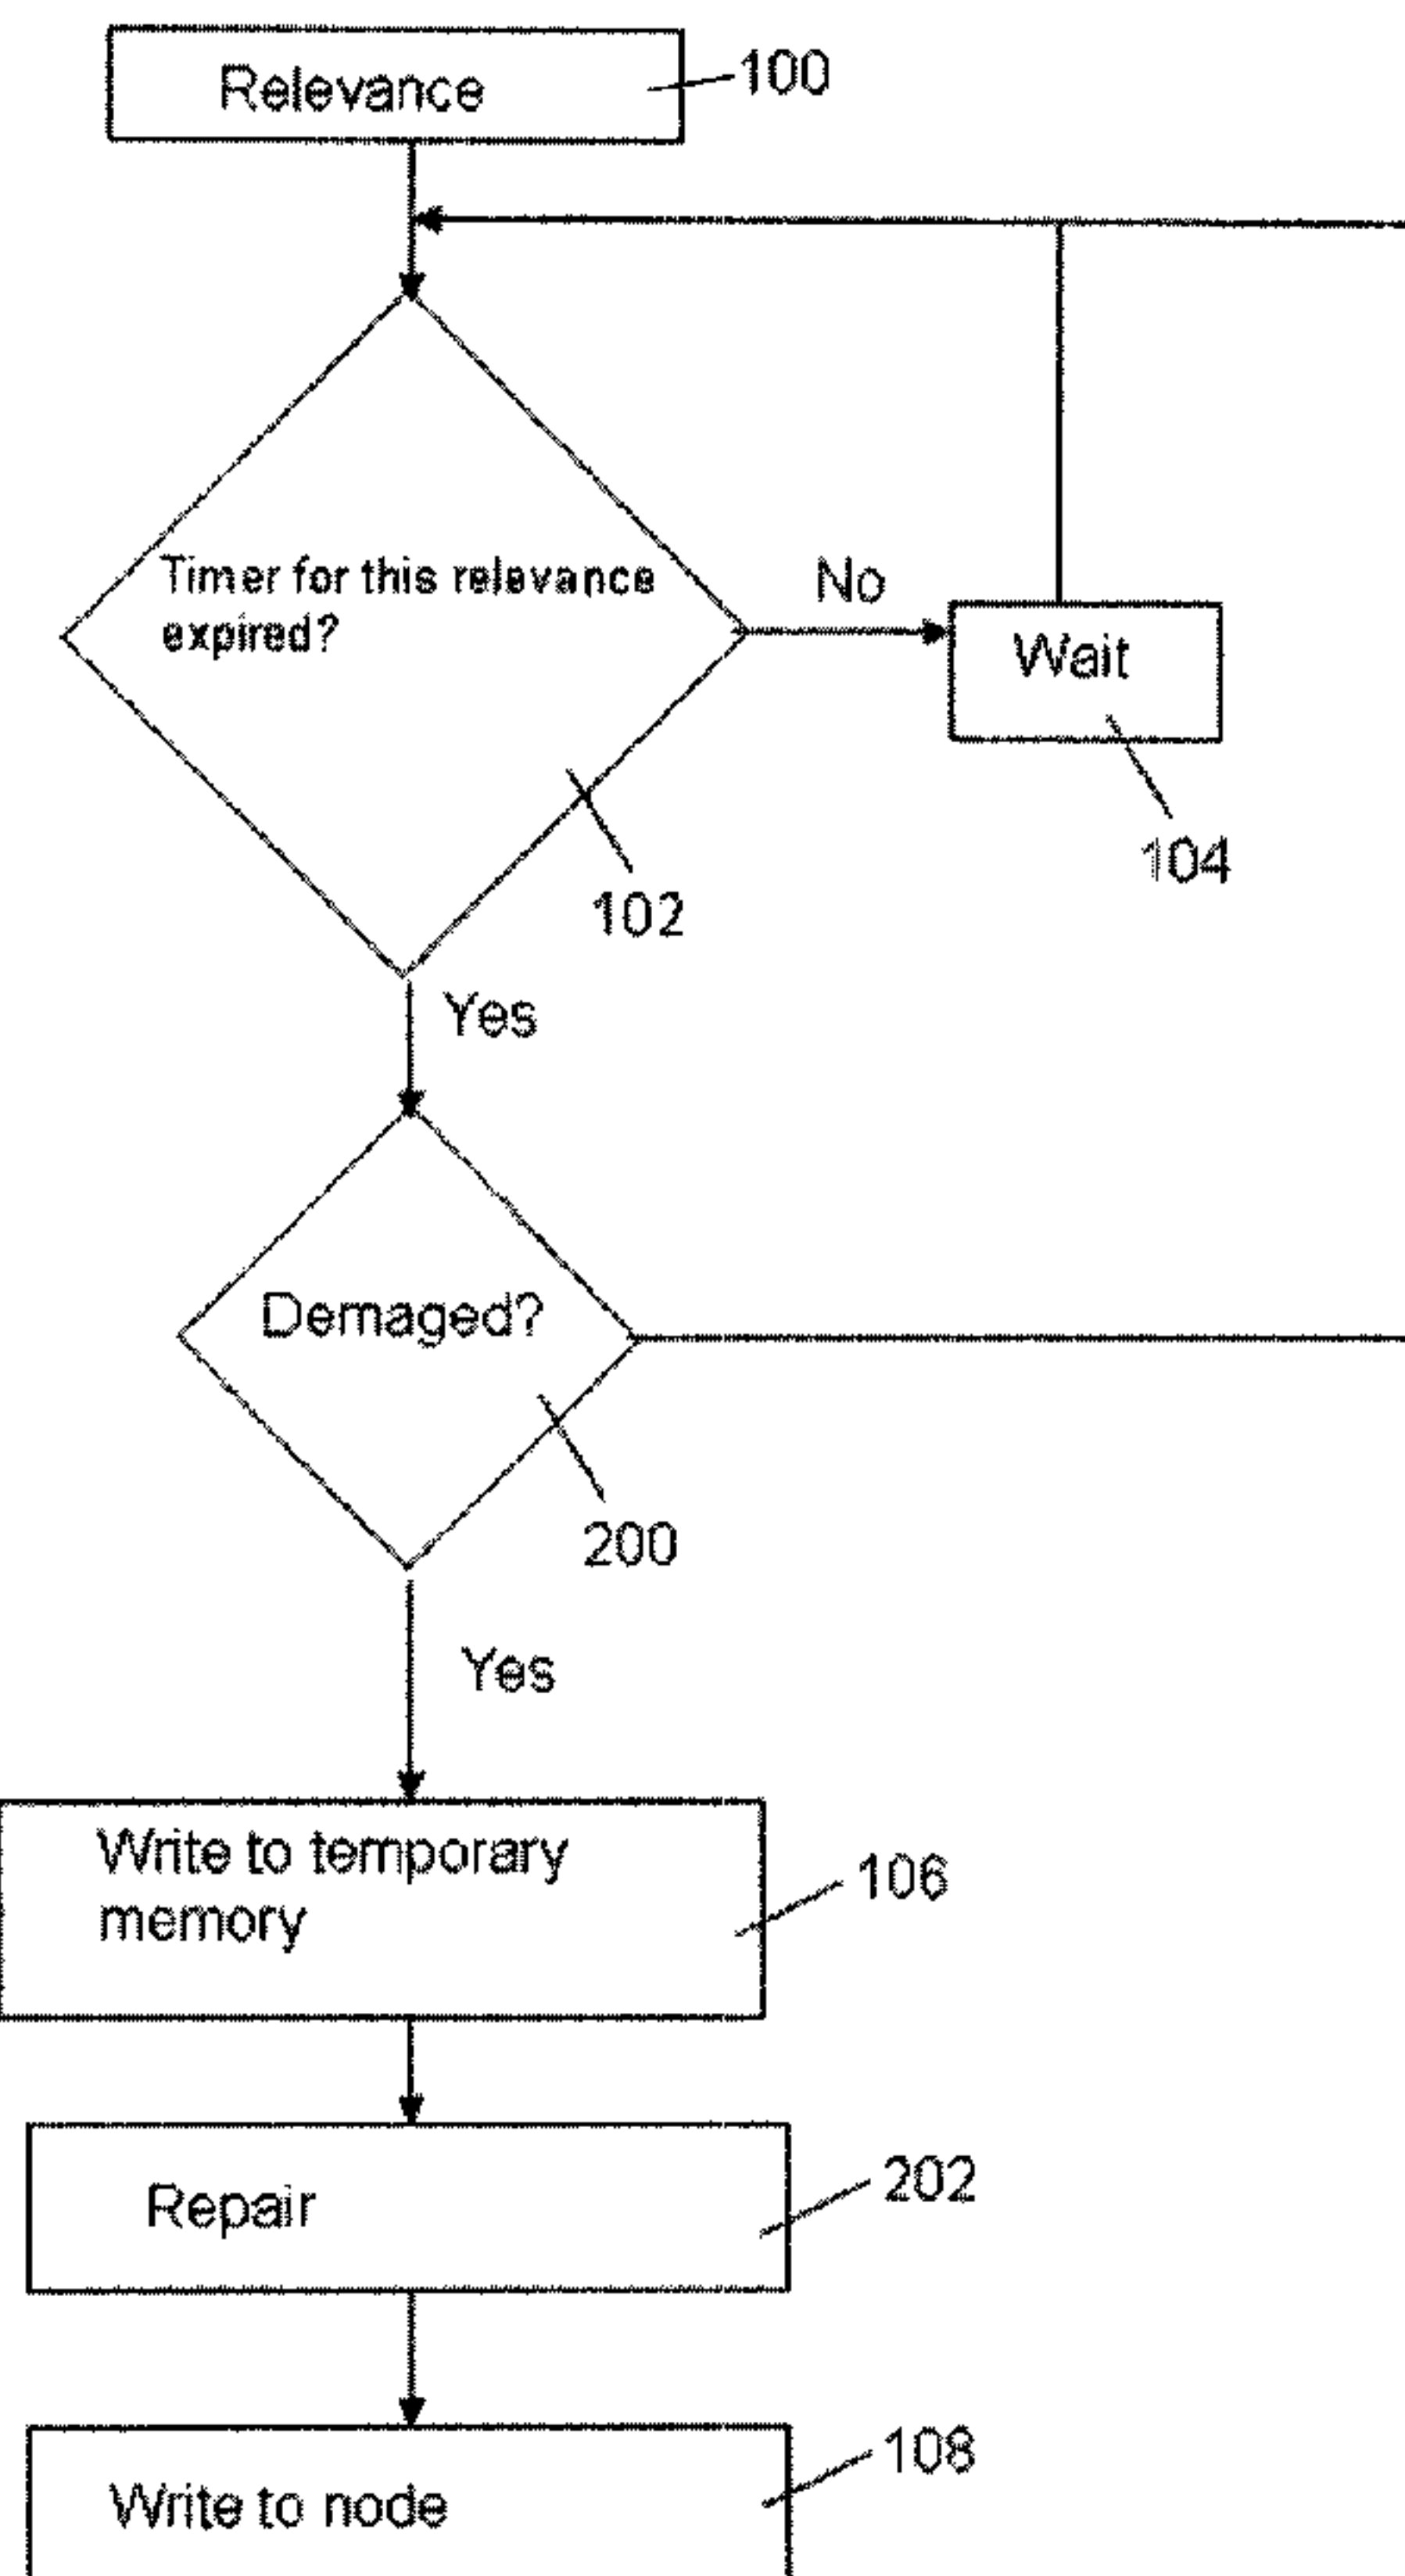 Relevance
100
Timer for this relevance
expired?
No
Wait
104
102
Yes
Demaged?
200
Yes
Write to temporary
memory
106
Repair
202
Write to node
108